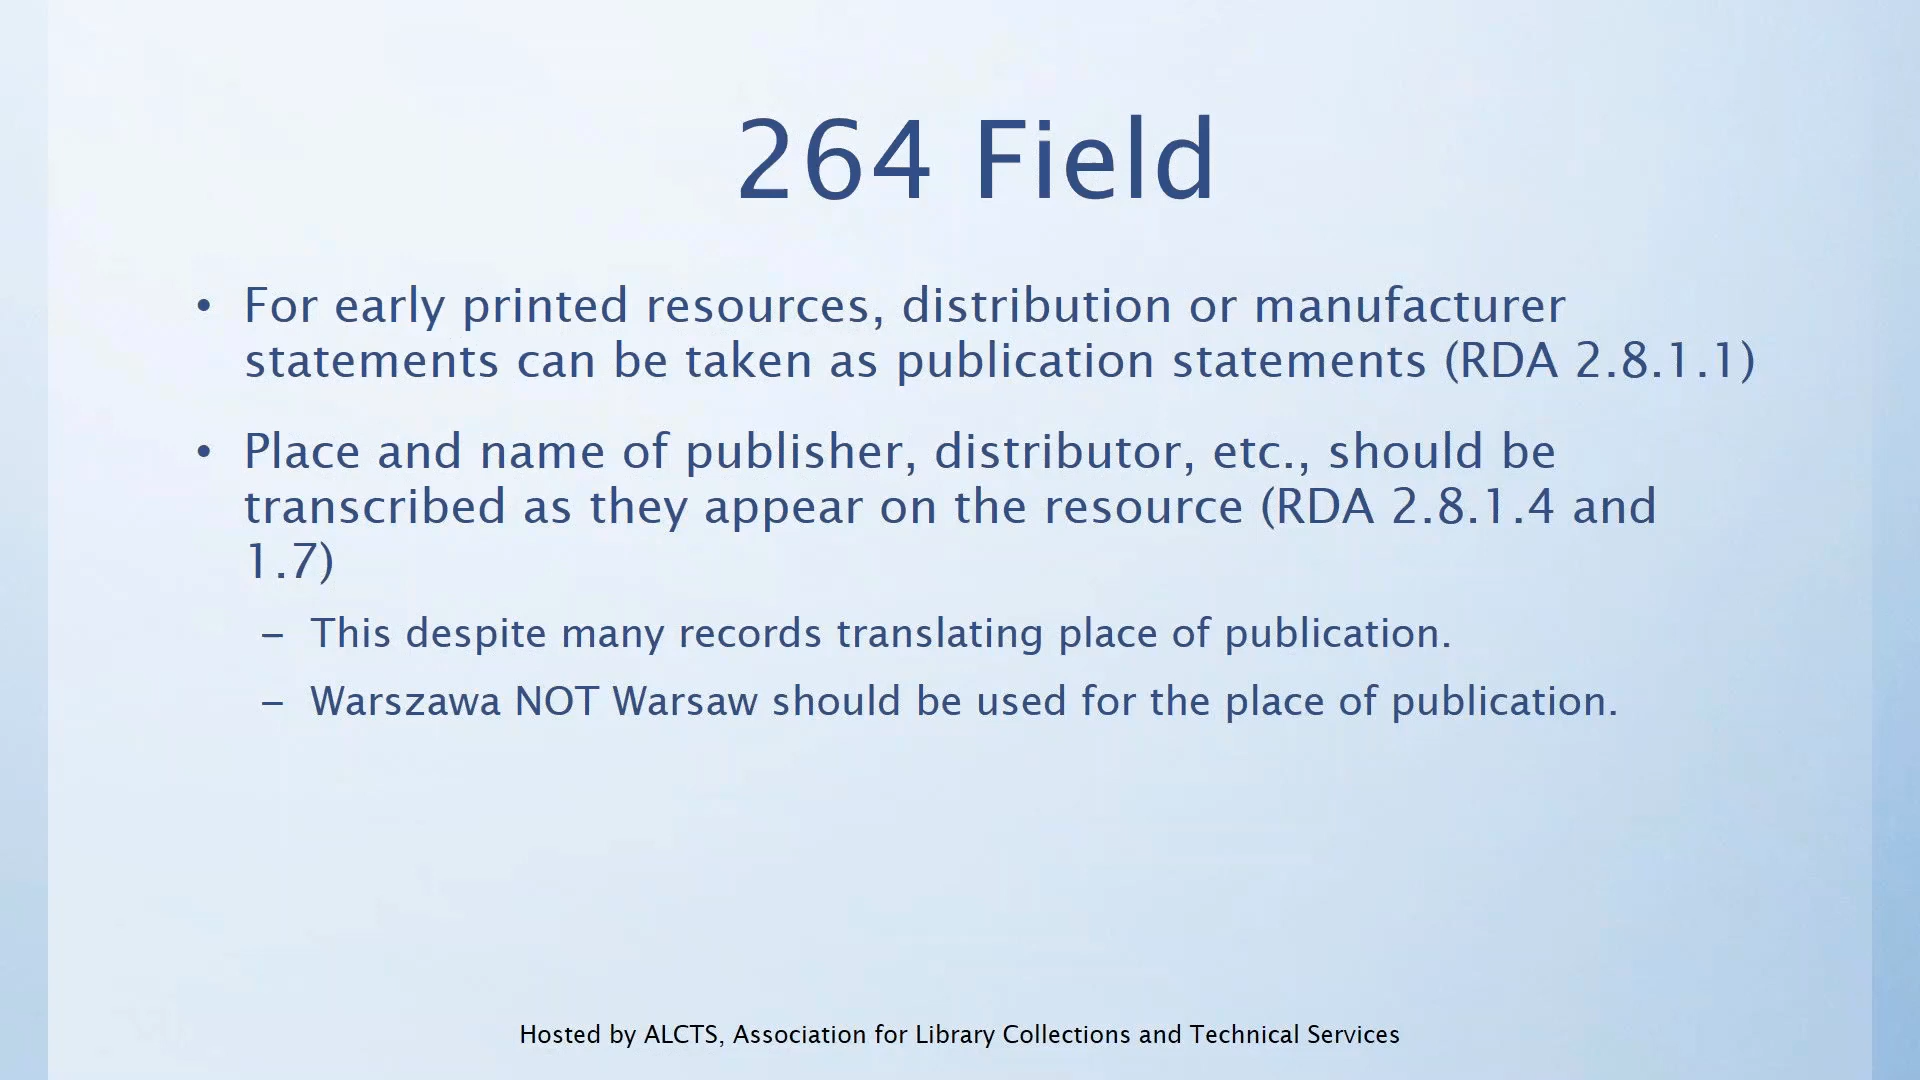 264 Field
• For early printed resources, distribution or manufacturer
statements can be taken as publication statements (RDA 2.8.1.1)
• Place and name of publisher, distributor, etc., should be
transcribed as they appear on the resource (RDA 2.8.1.4 and
1.7)
– This despite many records translating place of publication.
– Warszawa NOT Warsaw should be used for the place of publication.
Hosted by ALCTS, Association for Library Collections and Technical Services